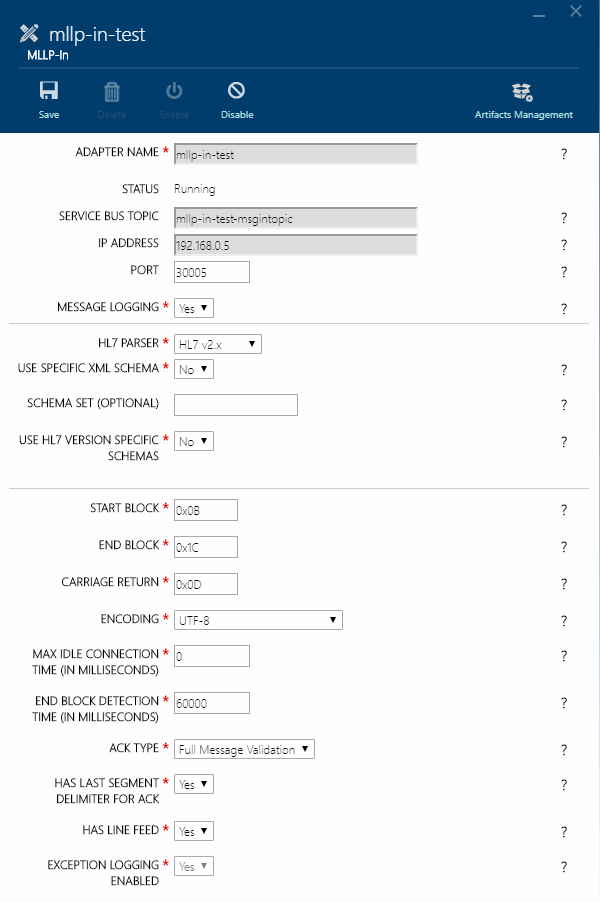 mllp-in-test
MLLP-In
Save Delete Enable Disable Artifacts Management
ADAPTER NAME * mllp-in-test ?
STATUS Running
SERVICE BUS TOPIC mllp-in-test-msgintopic ?
IP ADDRESS 192.168.0.5 ?
PORT 30005 ?
MESSAGE LOGGING * Yes ?
HL7 PARSER * HL7 v2.x
USE SPECIFIC XML SCHEMA * No ?
SCHEMA SET (OPTIONAL) ?
USE HL7 VERSION SPECIFIC * No ?
SCHEMAS
START BLOCK * 0x0B ?
END BLOCK * 0x1C ?
CARRIAGE RETURN * 0x0D ?
ENCODING * UTF-8 ?
MAX IDLE CONNECTION * 0 ?
TIME (IN MILLISECONDS)
END BLOCK DETECTION * 60000 ?
TIME (IN MILLISECONDS)
ACK TYPE * Full Message Validation ?
HAS LAST SEGMENT * Yes ?
DELIMITER FOR ACK
HAS LINE FEED * Yes ?
EXCEPTION LOGGING * Yes ?
ENABLED